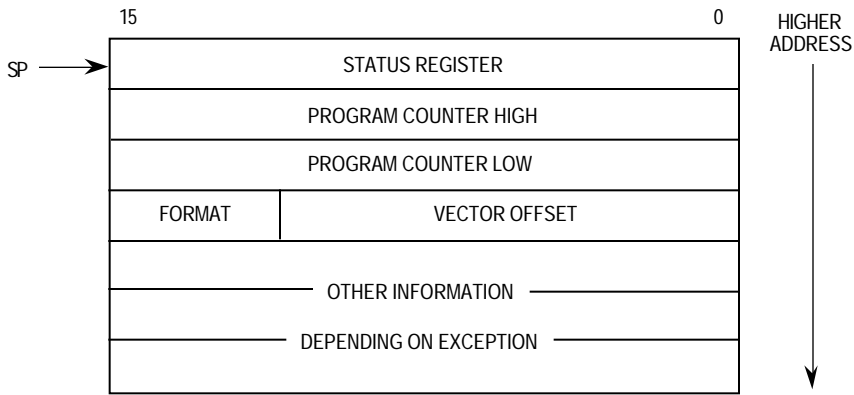 15 0
HIGHER
ADDRESS
SP
STATUS REGISTER
PROGRAM COUNTER HIGH
PROGRAM COUNTER LOW
FORMAT VECTOR OFFSET
OTHER INFORMATION
DEPENDING ON EXCEPTION